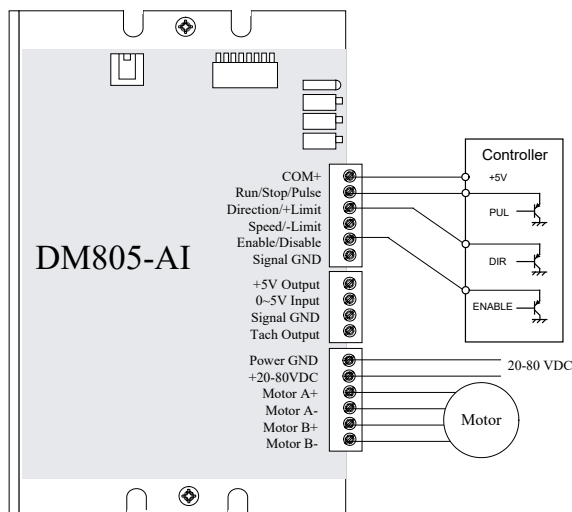 DM805-AI
COM+
Run/Stop/Pulse
Direction/+Limit
Speed/-Limit
Enable/Disable
Signal GND
+5V Output
0~5V Input
Signal GND
Tach Output
Power GND
+20-80VDC
Motor A+
Motor A-
Motor B+
Motor B-
Controller
+5V
PUL
DIR
ENABLE
20-80 VDC
Motor